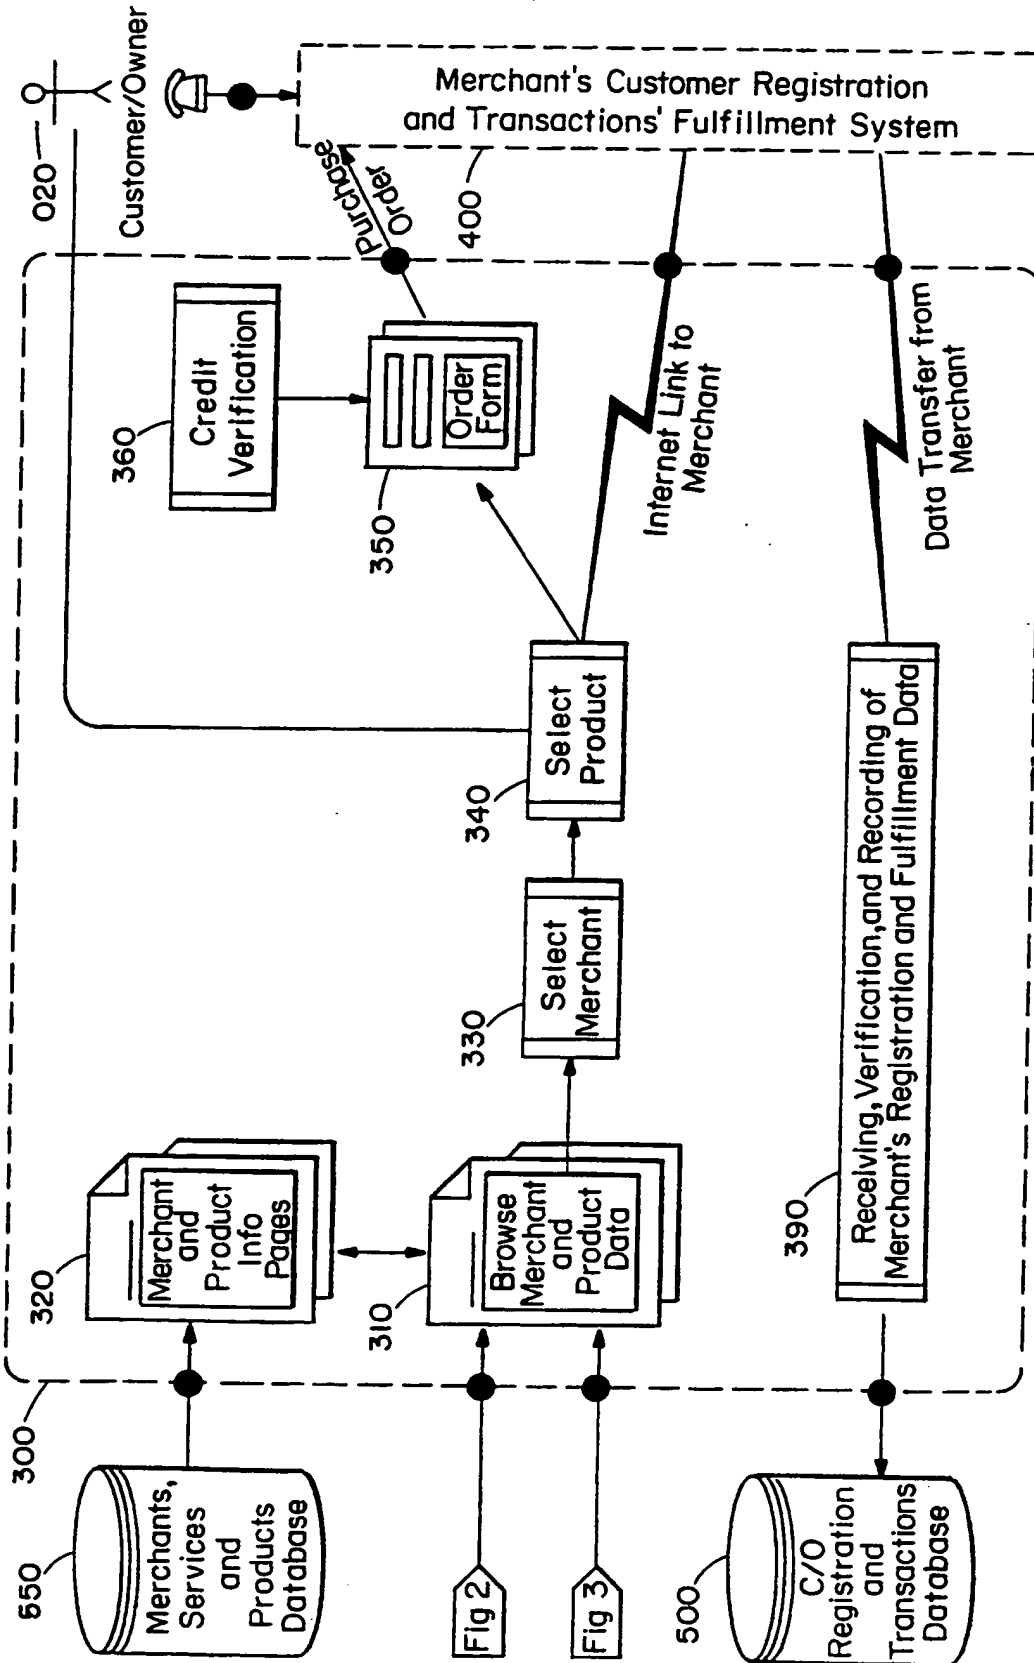 020
Customer/Owner
Merchant's Customer Registration
and Transactions' Fulfillment System
400
Purchase
Order
360
Credit
Verification
350
Order
Form
Internet Link to
Merchant
Data Transfer from
Merchant
340
Select
Product
330
Select
Merchant
320
Merchant
and
Product
Info
Pages
310
Browse
Merchant
and
Product
Data
390
Receiving, Verification, and Recording of
Merchant's Registration and Fulfillment Data
300
550
Merchants,
Services
and
Products
Database
Fig 2
Fig 3
500
C/O
Registration
and
Transactions
Database